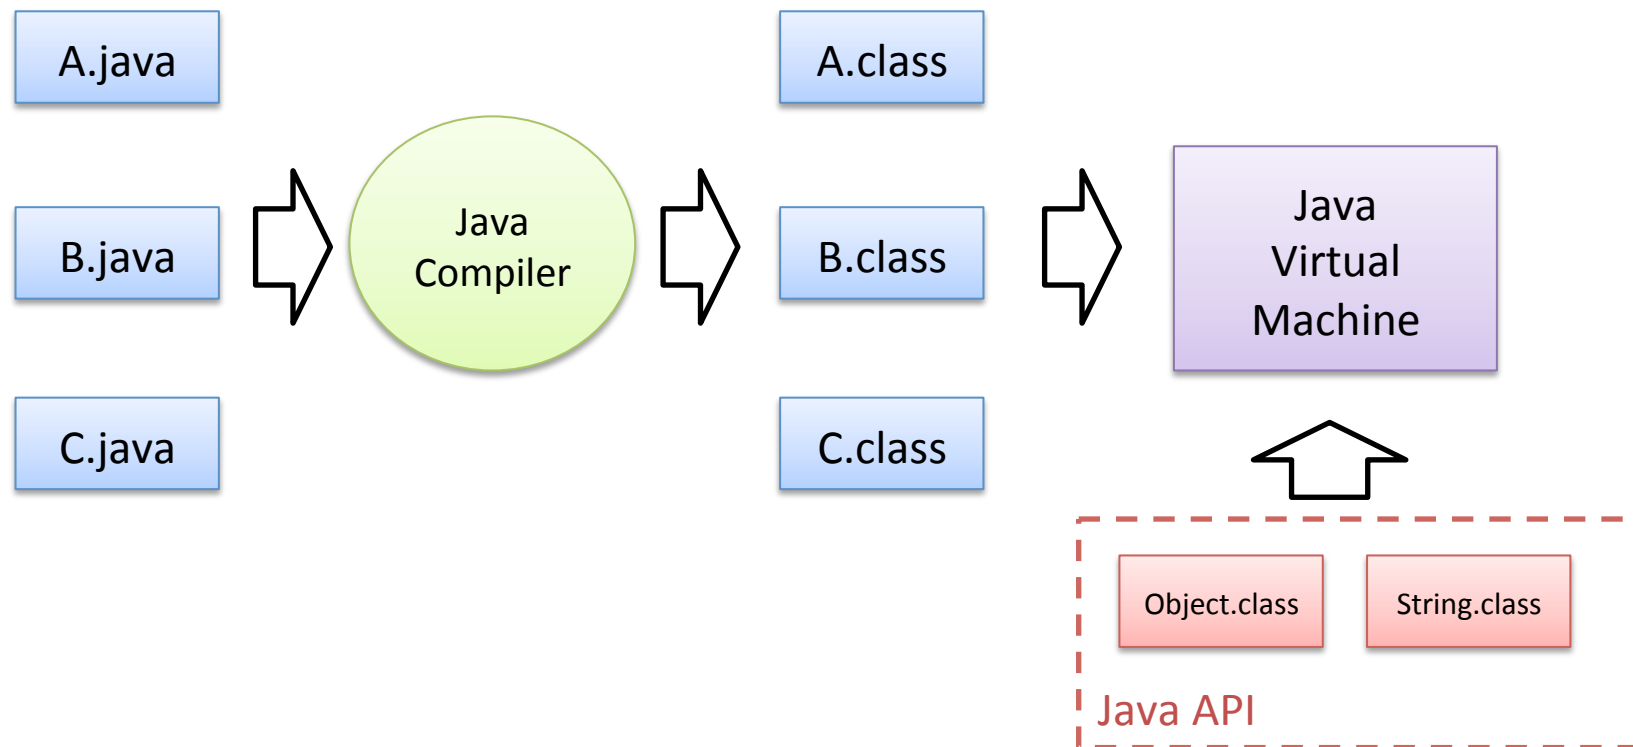 A.java
B.java
C.java
Java
Compiler
A.class
B.class
C.class
Java
Virtual
Machine
Object.class
String.class
Java API